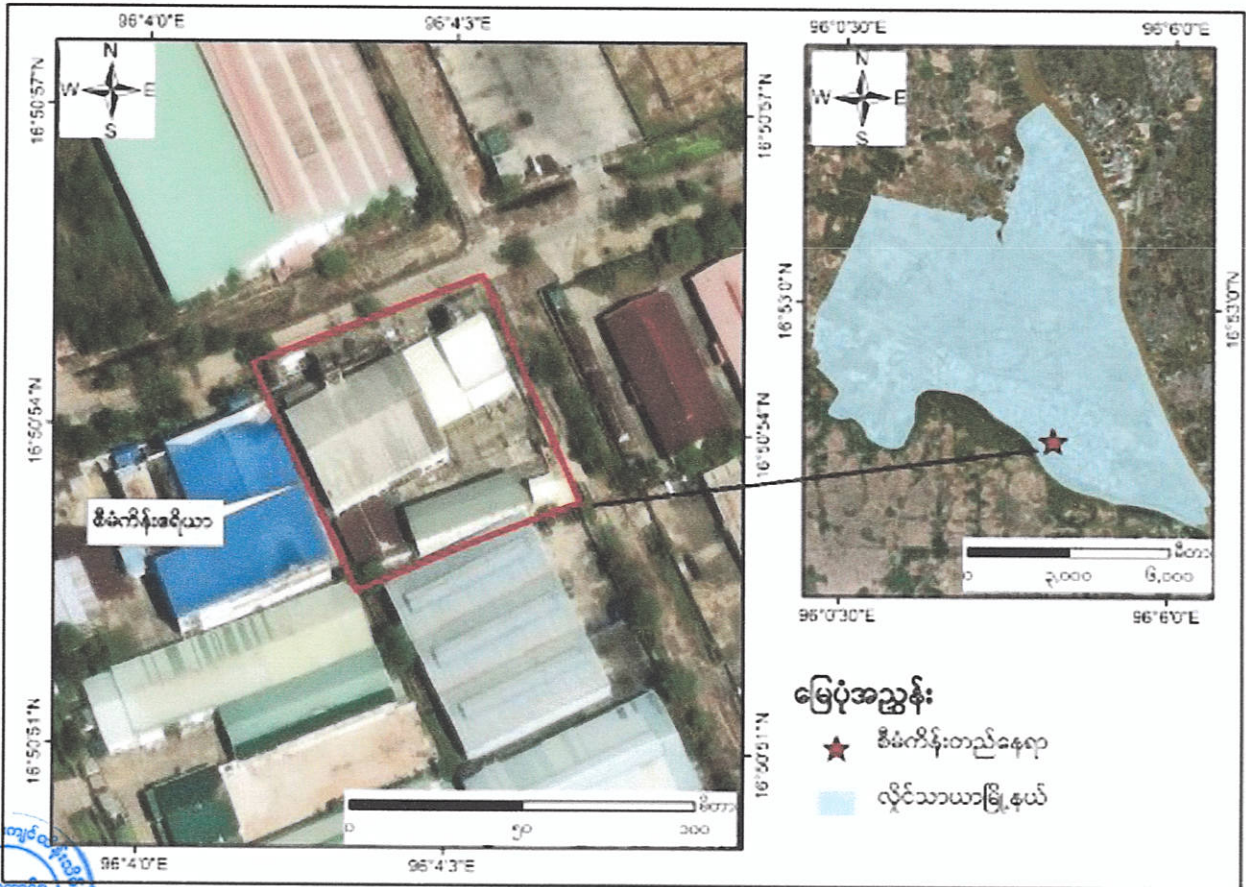 96°4'0"E
96°4'3"E
N
W E
S
16°50'57"N
16°50'57"N
16°50'54"N
16°50'54"N
စီမံကိန်းဧရိယာ
16°50'51"N
16°50'51"N
မီတာ
၀ ၅၀ ၁၀၀
96°4'0"E
96°4'3"E
96°0'30"E
96°6'0"E
N
W E
S
16°53'0"N
16°53'0"N
မီတာ
၀ ၃,၀၀၀ ၆,၀၀၀
96°0'30"E
96°6'0"E
မြေပုံအညွှန်း
စီမံကိန်းတည်နေရာ
လှိုင်သာယာမြို့နယ်